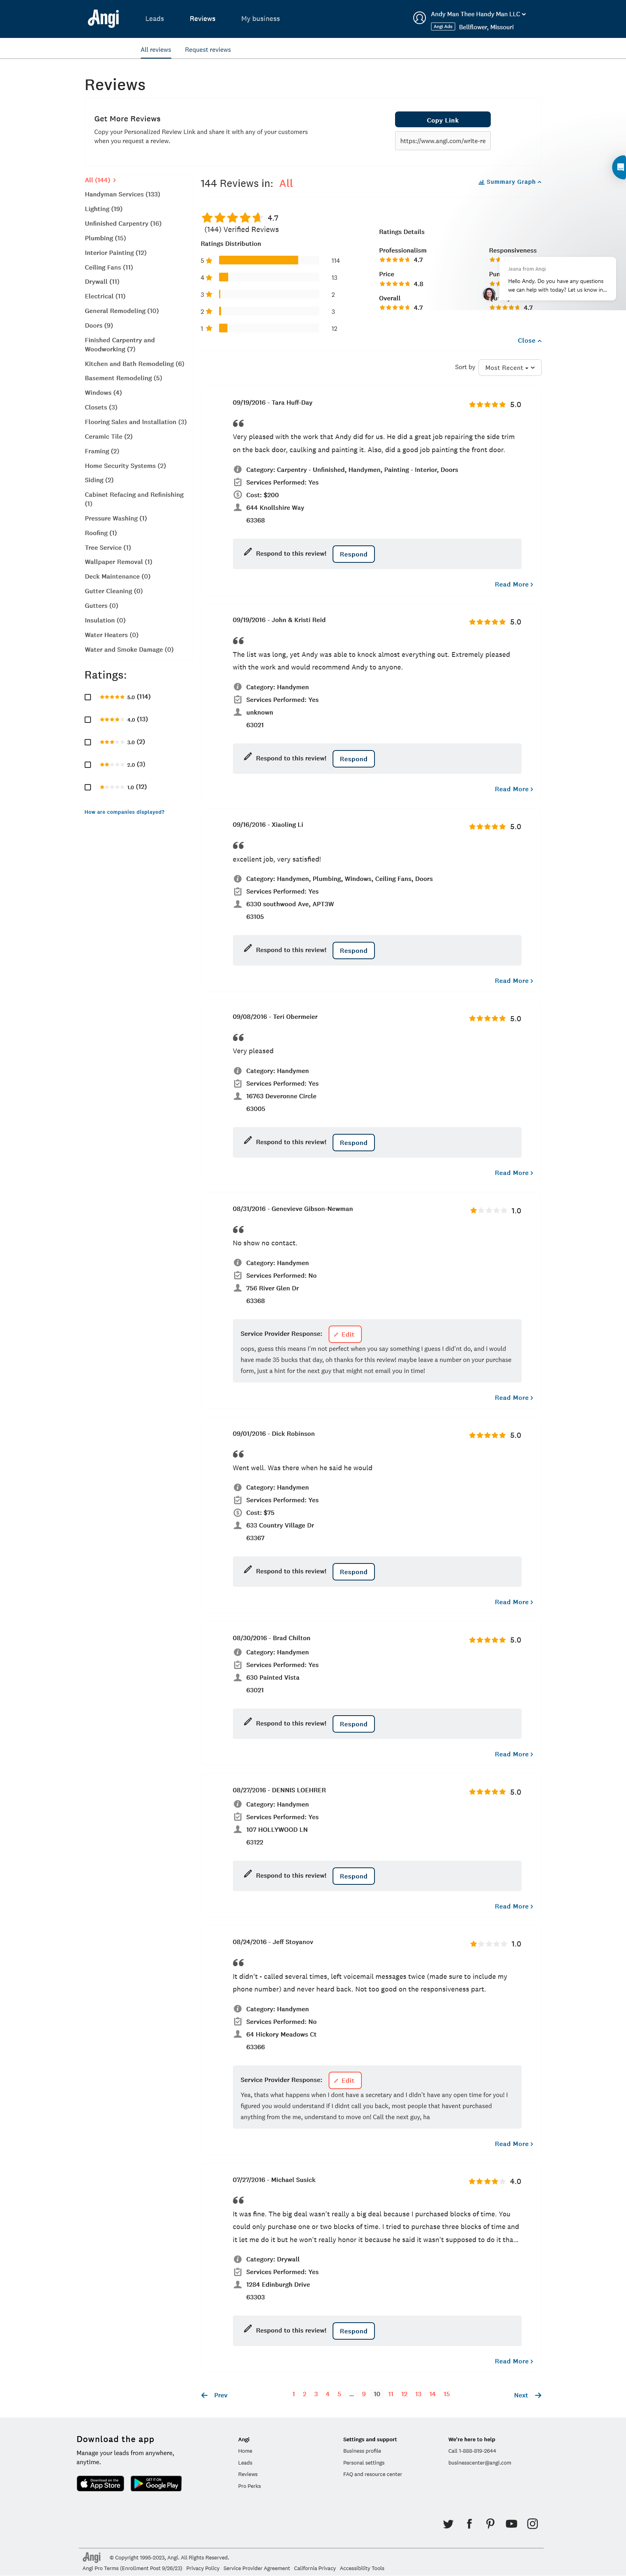 Angi
Leads
Reviews
My business
Andy Man Thee Handy Man LLC
Angi Ads
Bellflower, Missouri
All reviews
Request reviews
Reviews
Get More Reviews
Copy your Personalized Review Link and share it with any of your customers
when you request a review.
Copy Link
https://www.angi.com/write-re
All (144)
Handyman Services (133)
Lighting (19)
Unfinished Carpentry (16)
Plumbing (15)
Interior Painting (12)
Ceiling Fans (11)
Drywall (11)
Electrical (11)
General Remodeling (10)
Doors (9)
Finished Carpentry and
Woodworking (7)
Kitchen and Bath Remodeling (6)
Basement Remodeling (5)
Windows (4)
Closets (3)
Flooring Sales and Installation (3)
Ceramic Tile (2)
Framing (2)
Home Security Systems (2)
Siding (2)
Cabinet Refacing and Refinishing
(1)
Pressure Washing (1)
Roofing (1)
Tree Service (1)
Wallpaper Removal (1)
Deck Maintenance (0)
Gutter Cleaning (0)
Gutters (0)
Insulation (0)
Water Heaters (0)
Water and Smoke Damage (0)
Ratings:
5.0 (114)
4.0 (13)
3.0 (2)
2.0 (3)
1.0 (12)
How are companies displayed?
144 Reviews in: All
Summary Graph
4.7
(144) Verified Reviews
Ratings Distribution
5 114
4 13
3 2
2 3
1 12
Ratings Details
Professionalism
4.7
Price
4.8
Overall
4.7
Responsiveness
4.7
Jeana from Angi
Hello Andy. Do you have any questions
we can help with today? Let us know in...
Close
Sort by
Most Recent
09/19/2016 - Tara Huff-Day
5.0
Very pleased with the work that Andy did for us. He did a great job repairing the side trim
on the back door, caulking and painting it. Also, did a good job painting the front door.
Category: Carpentry - Unfinished, Handymen, Painting - Interior, Doors
Services Performed: Yes
Cost: $200
644 Knollshire Way
63368
Respond to this review!
Respond
Read More
09/19/2016 - John & Kristi Reid
5.0
The list was long, yet Andy was able to knock almost everything out. Extremely pleased
with the work and would recommend Andy to anyone.
Category: Handymen
Services Performed: Yes
unknown
63021
Respond to this review!
Respond
Read More
09/16/2016 - Xiaoling Li
5.0
excellent job, very satisfied!
Category: Handymen, Plumbing, Windows, Ceiling Fans, Doors
Services Performed: Yes
6330 southwood Ave, APT3W
63105
Respond to this review!
Respond
Read More
09/08/2016 - Teri Obermeier
5.0
Very pleased
Category: Handymen
Services Performed: Yes
16763 Deveronne Circle
63005
Respond to this review!
Respond
Read More
08/31/2016 - Genevieve Gibson-Newman
1.0
No show no contact.
Category: Handymen
Services Performed: No
756 River Glen Dr
63368
Service Provider Response:
Edit
oops, guess this means I'm not perfect when you say something I guess I did'nt do, and i would
have made 35 bucks that day, oh thanks for this review! maybe leave a number on your purchase
form, just a hint for the next guy that might not email you in time!
Read More
09/01/2016 - Dick Robinson
5.0
Went well. Was there when he said he would
Category: Handymen
Services Performed: Yes
Cost: $75
633 Country Village Dr
63367
Respond to this review!
Respond
Read More
08/30/2016 - Brad Chilton
5.0
Category: Handymen
Services Performed: Yes
630 Painted Vista
63021
Respond to this review!
Respond
Read More
08/27/2016 - DENNIS LOEHRER
5.0
Category: Handymen
Services Performed: Yes
107 HOLLYWOOD LN
63122
Respond to this review!
Respond
Read More
08/24/2016 - Jeff Stoyanov
1.0
It didn't - called several times, left voicemail messages twice (made sure to include my
phone number) and never heard back. Not too good on the responsiveness part.
Category: Handymen
Services Performed: No
64 Hickory Meadows Ct
63366
Service Provider Response:
Edit
Yea, thats what happens when I dont have a secretary and I didn't have any open time for you! I
figured you would understand if I didnt call you back, most people that havent purchased
anything from the me, understand to move on! Call the next guy, ha
Read More
07/27/2016 - Michael Susick
4.0
It was fine. The big deal wasn't really a big deal because I purchased blocks of time. You
could only purchase one or two blocks of time. I tried to purchase three blocks of time and
it let me do it but he won't really honor it because he said it wasn't supposed to do it tha...
Category: Drywall
Services Performed: Yes
1284 Edinburgh Drive
63303
Respond to this review!
Respond
Read More
Prev
1 2 3 4 5 ... 9 10 11 12 13 14 15
Next
Download the app
Manage your leads from anywhere,
anytime.
Download on the
App Store
GET IT ON
Google Play
Angi
Home
Leads
Reviews
Pro Perks
Settings and support
Business profile
Personal settings
FAQ and resource center
We're here to help
Call 1-888-819-2644
businesscenter@angi.com
Angi
© Copyright 1995-2023, Angi. All Rights Reserved.
Angi Pro Terms (Enrollment Post 9/26/23) Privacy Policy Service Provider Agreement California Privacy Accessibility Tools